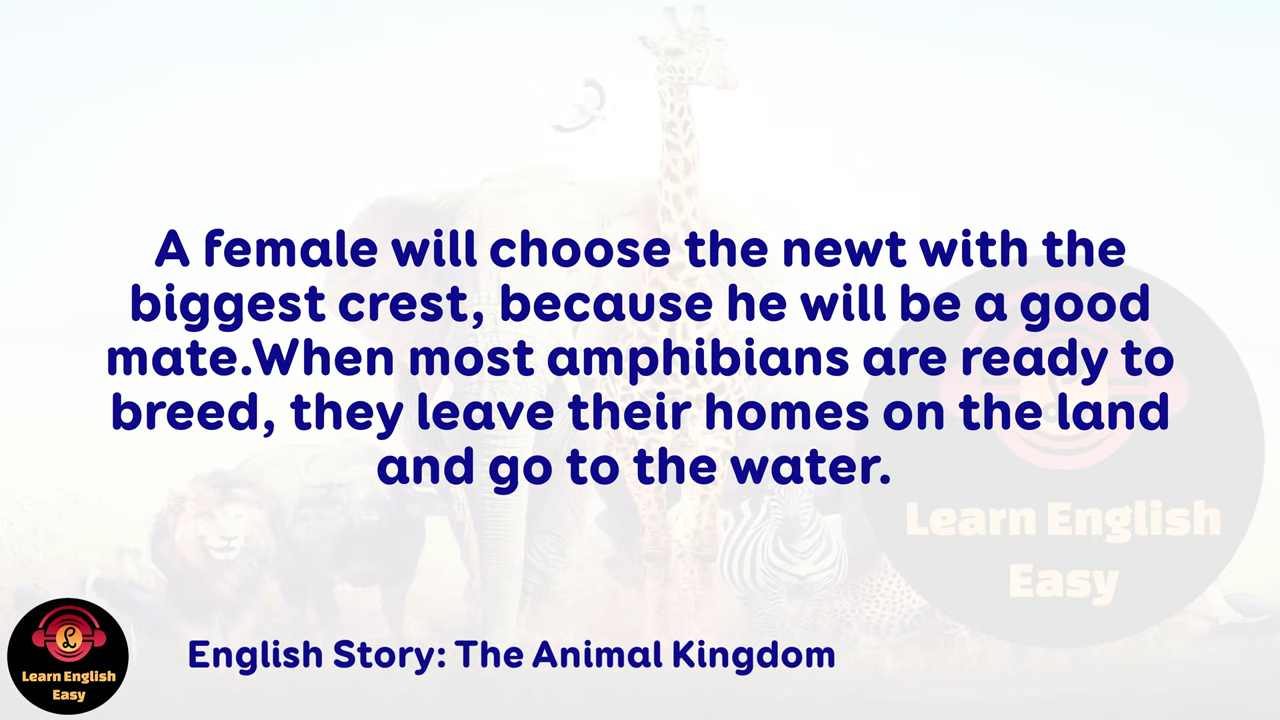 A female will choose the newt with the
biggest crest, because he will be a good
mate.When most amphibians are ready to
breed, they leave their homes on the land
and go to the water.
Learn English
Easy
English Story: The Animal Kingdom
L
Learn English
Easy